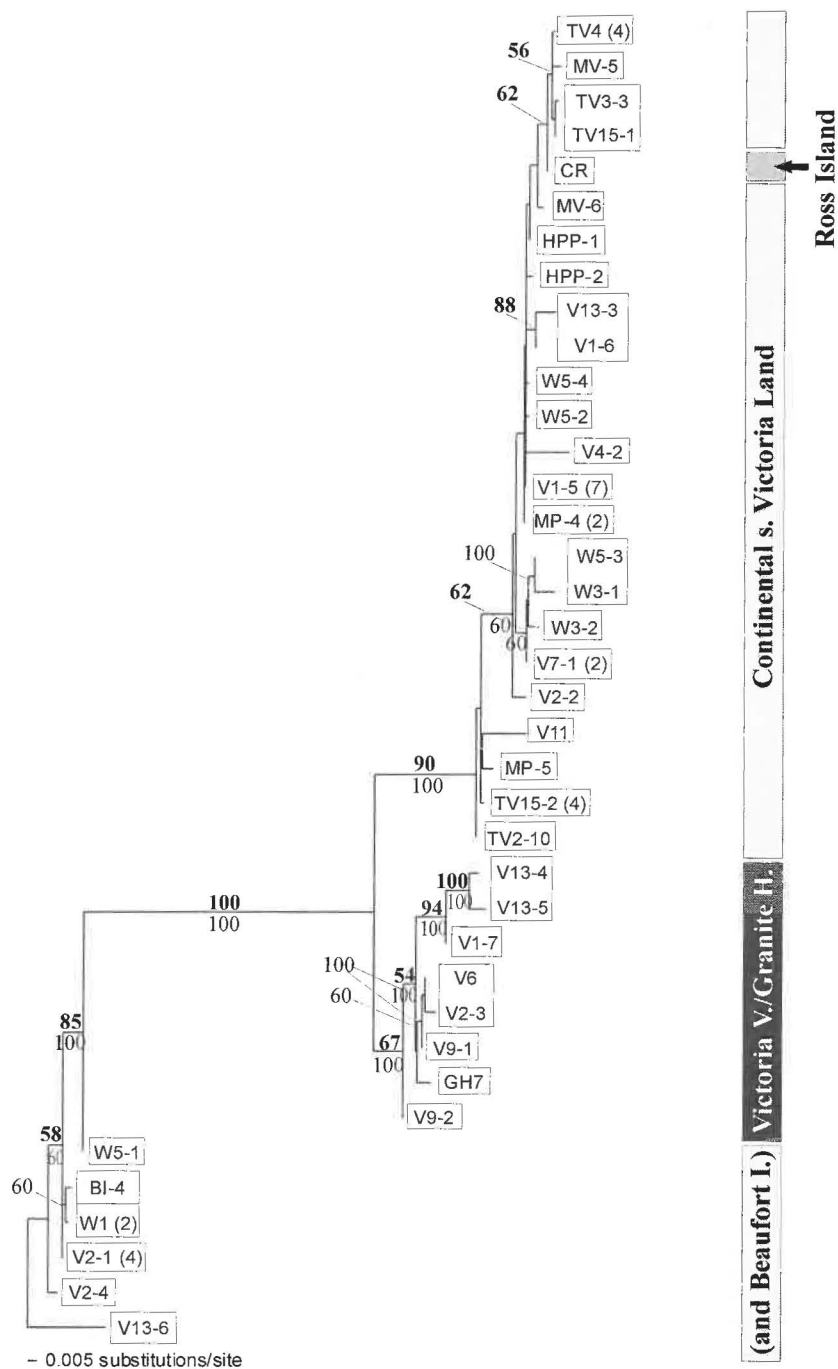 TV4 (4)
56
MV-5
62
TV3-3
TV15-1
CR
Ross Island
MV-6
HPP-1
HPP-2
88
V13-3
V1-6
W5-4
W5-2
V4-2
V1-5 (7)
MP-4 (2)
100
W5-3
W3-1
62
60
60
W3-2
V7-1 (2)
V2-2
V11
90
100
MP-5
TV15-2 (4)
TV2-10
Continental s. Victoria Land
V13-4
100
100
V13-5
94
100
V1-7
100
100
54
100
V6
60
V2-3
V9-1
67
100
GH7
V9-2
Victoria V./Granite H.
85
100
58
60
W5-1
60
BI-4
W1 (2)
V2-1 (4)
V2-4
V13-6
(and Beaufort I.)
– 0.005 substitutions/site